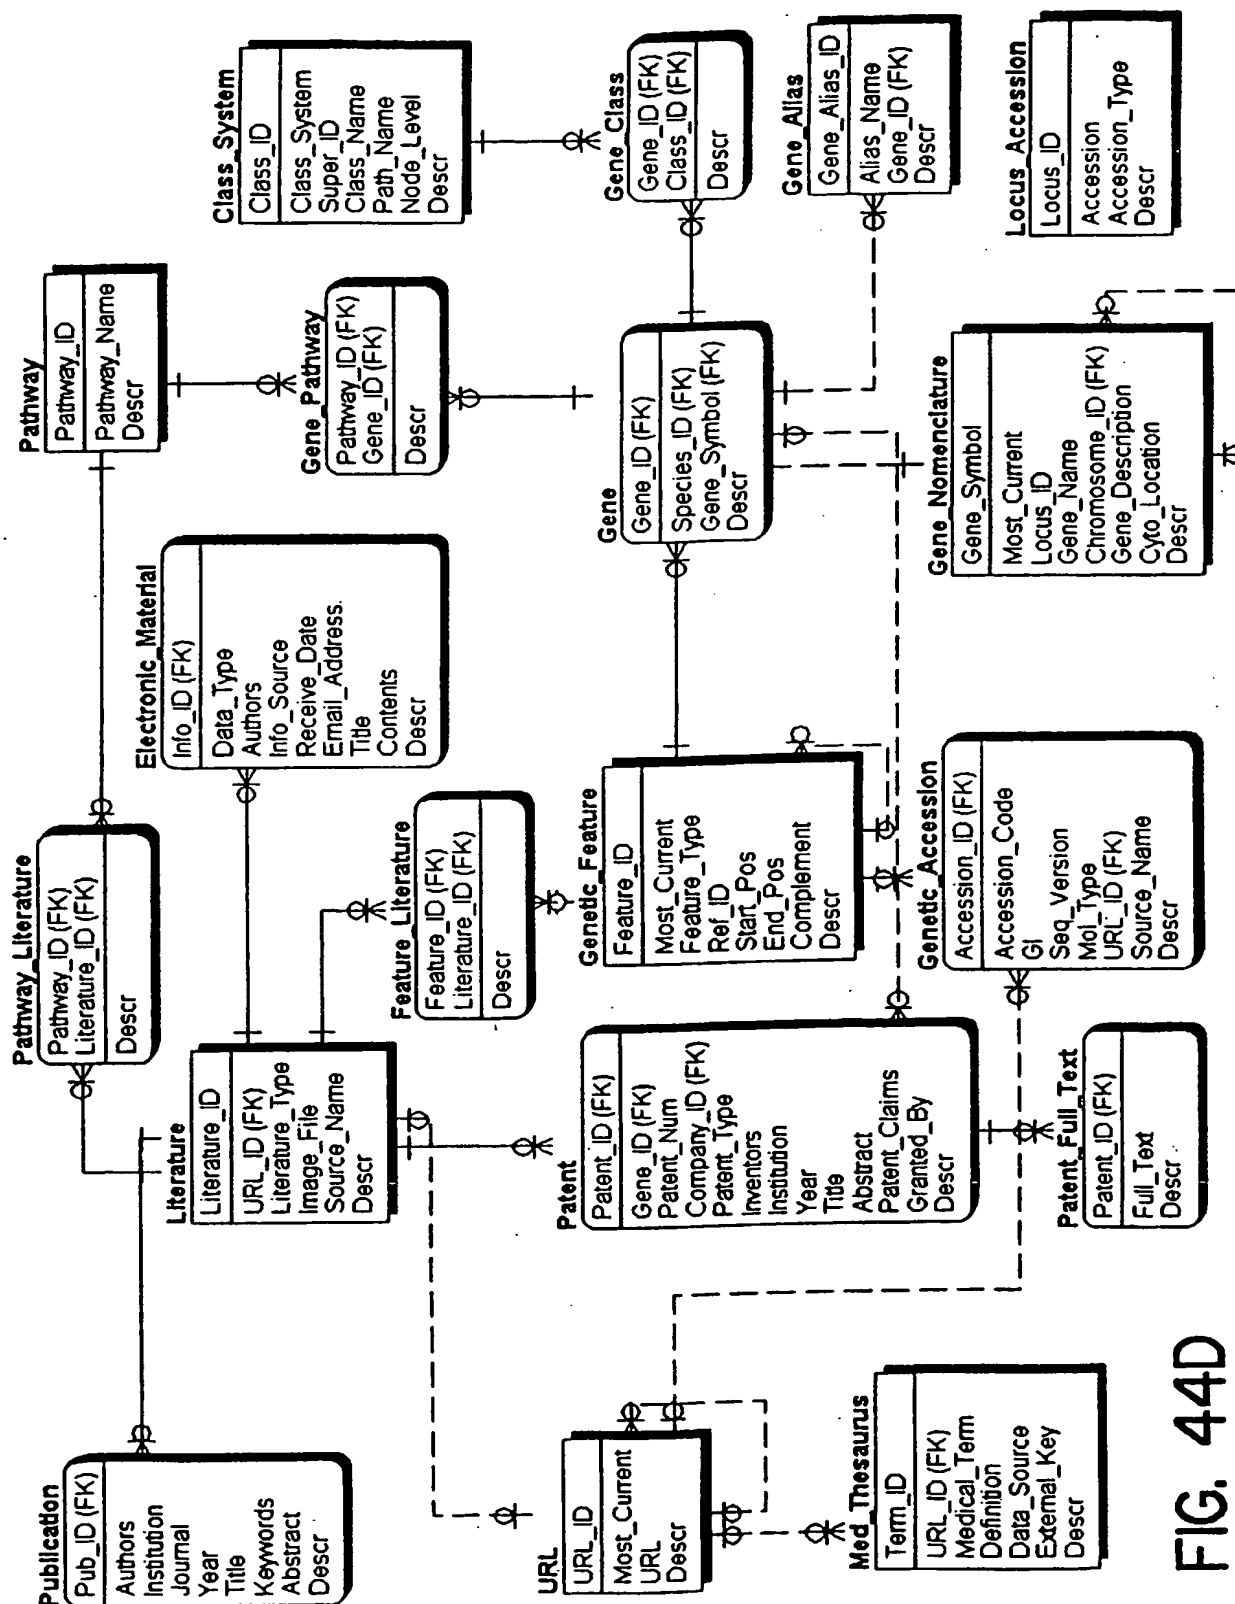 Publication
Pub_ID (FK)
Authors
Institution
Journal
Year
Title
Keywords
Abstract
Descr
Pathway_Literature
Pathway_ID (FK)
Literature_ID (FK)
Descr
Pathway
Pathway_ID
Pathway_Name
Descr
Class_System
Class_ID
Class_System
Super_ID
Class_Name
Path_Name
Node_Level
Descr
Literature
Literature_ID
URL_ID (FK)
Literature_Type
Image_File
Source_Name
Descr
Electronic_Material
Info_ID (FK)
Data_Type
Authors
Info_Source
Receive_Date
Email_Address.
Title
Contents
Descr
Gene_Pathway
Pathway_ID (FK)
Gene_ID (FK)
Descr
Feature_Literature
Feature_ID (FK)
Literature_ID (FK)
Descr
Gene_Class
Gene_ID (FK)
Class_ID (FK)
Descr
URL
URL_ID
Most_Current
URL
Descr
Patent
Patent_ID (FK)
Gene_ID (FK)
Patent_Num
Company_ID (FK)
Patent_Type
Inventors
Institution
Year
Title
Abstract
Patent_Claims
Granted_By
Descr
Genetic_Feature
Feature_ID
Most_Current
Feature_Type
Ref_ID
Start_Pos
End_Pos
Complement
Descr
Gene
Gene_ID (FK)
Species_ID (FK)
Gene_Symbol (FK)
Descr
Gene_Alias
Gene_Alias_ID
Alias_Name
Gene_ID (FK)
Descr
Med_Thesaurus
Term_ID
URL_ID (FK)
Medical_Term
Definition
Data_Source
External_Key
Descr
Patent_Full_Text
Patent_ID (FK)
Full_Text
Descr
Genetic_Accession
Accession_ID (FK)
Accession_Code
GI
Seq_Version
Mol_Type
URL_ID (FK)
Source_Name
Descr
Gene_Nomenclature
Gene_Symbol
Most_Current
Locus_ID
Gene_Name
Chromosome_ID (FK)
Gene_Description
Cyto_Location
Descr
Locus_Accession
Locus_ID
Accession
Accession_Type
Descr
FIG. 44D